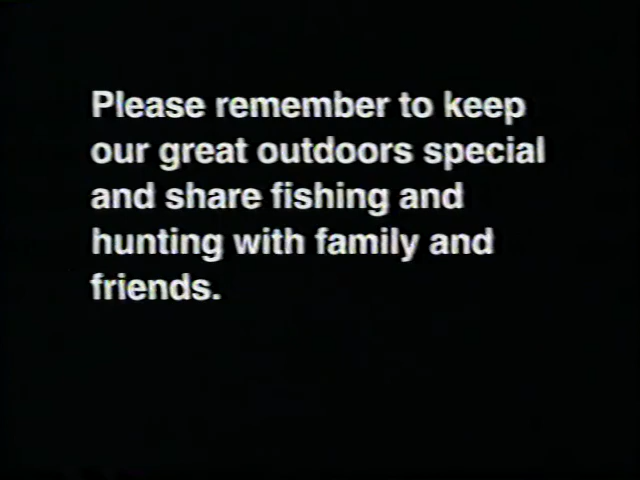 Please remember to keep
our great outdoors special
and share fishing and
hunting with family and
friends.